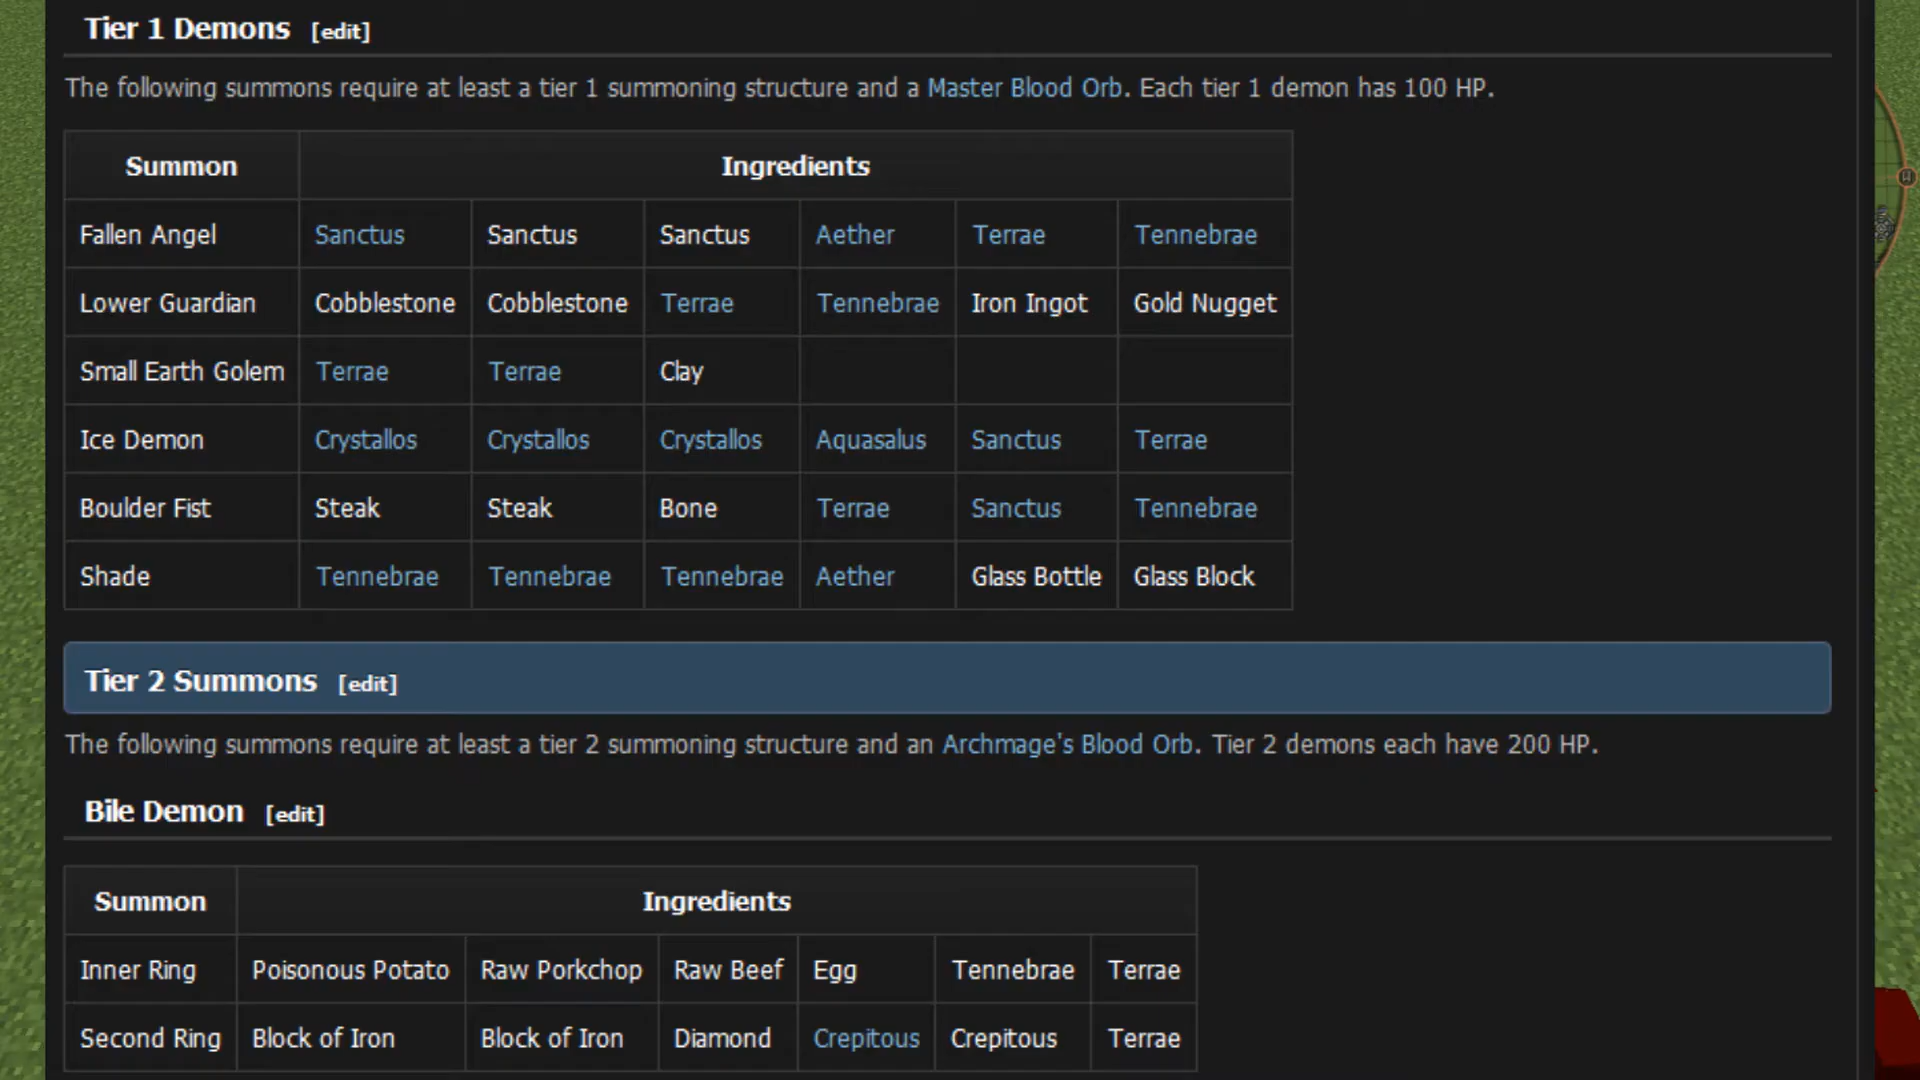 Tier 1 Demons [edit]
The following summons require at least a tier 1 summoning structure and a Master Blood Orb. Each tier 1 demon has 100 HP.
Summon Ingredients
Fallen Angel Sanctus Sanctus Sanctus Aether Terrae Tennebrae
Lower Guardian Cobblestone Cobblestone Terrae Tennebrae Iron Ingot Gold Nugget
Small Earth Golem Terrae Terrae Clay
Ice Demon Crystallos Crystallos Crystallos Aquasalus Sanctus Terrae
Boulder Fist Steak Steak Bone Terrae Sanctus Tennebrae
Shade Tennebrae Tennebrae Tennebrae Aether Glass Bottle Glass Block
Tier 2 Summons [edit]
The following summons require at least a tier 2 summoning structure and an Archmage's Blood Orb. Tier 2 demons each have 200 HP.
Bile Demon [edit]
Summon Ingredients
Inner Ring Poisonous Potato Raw Porkchop Raw Beef Egg Tennebrae Terrae
Second Ring Block of Iron Block of Iron Diamond Crepitous Crepitous Terrae
W